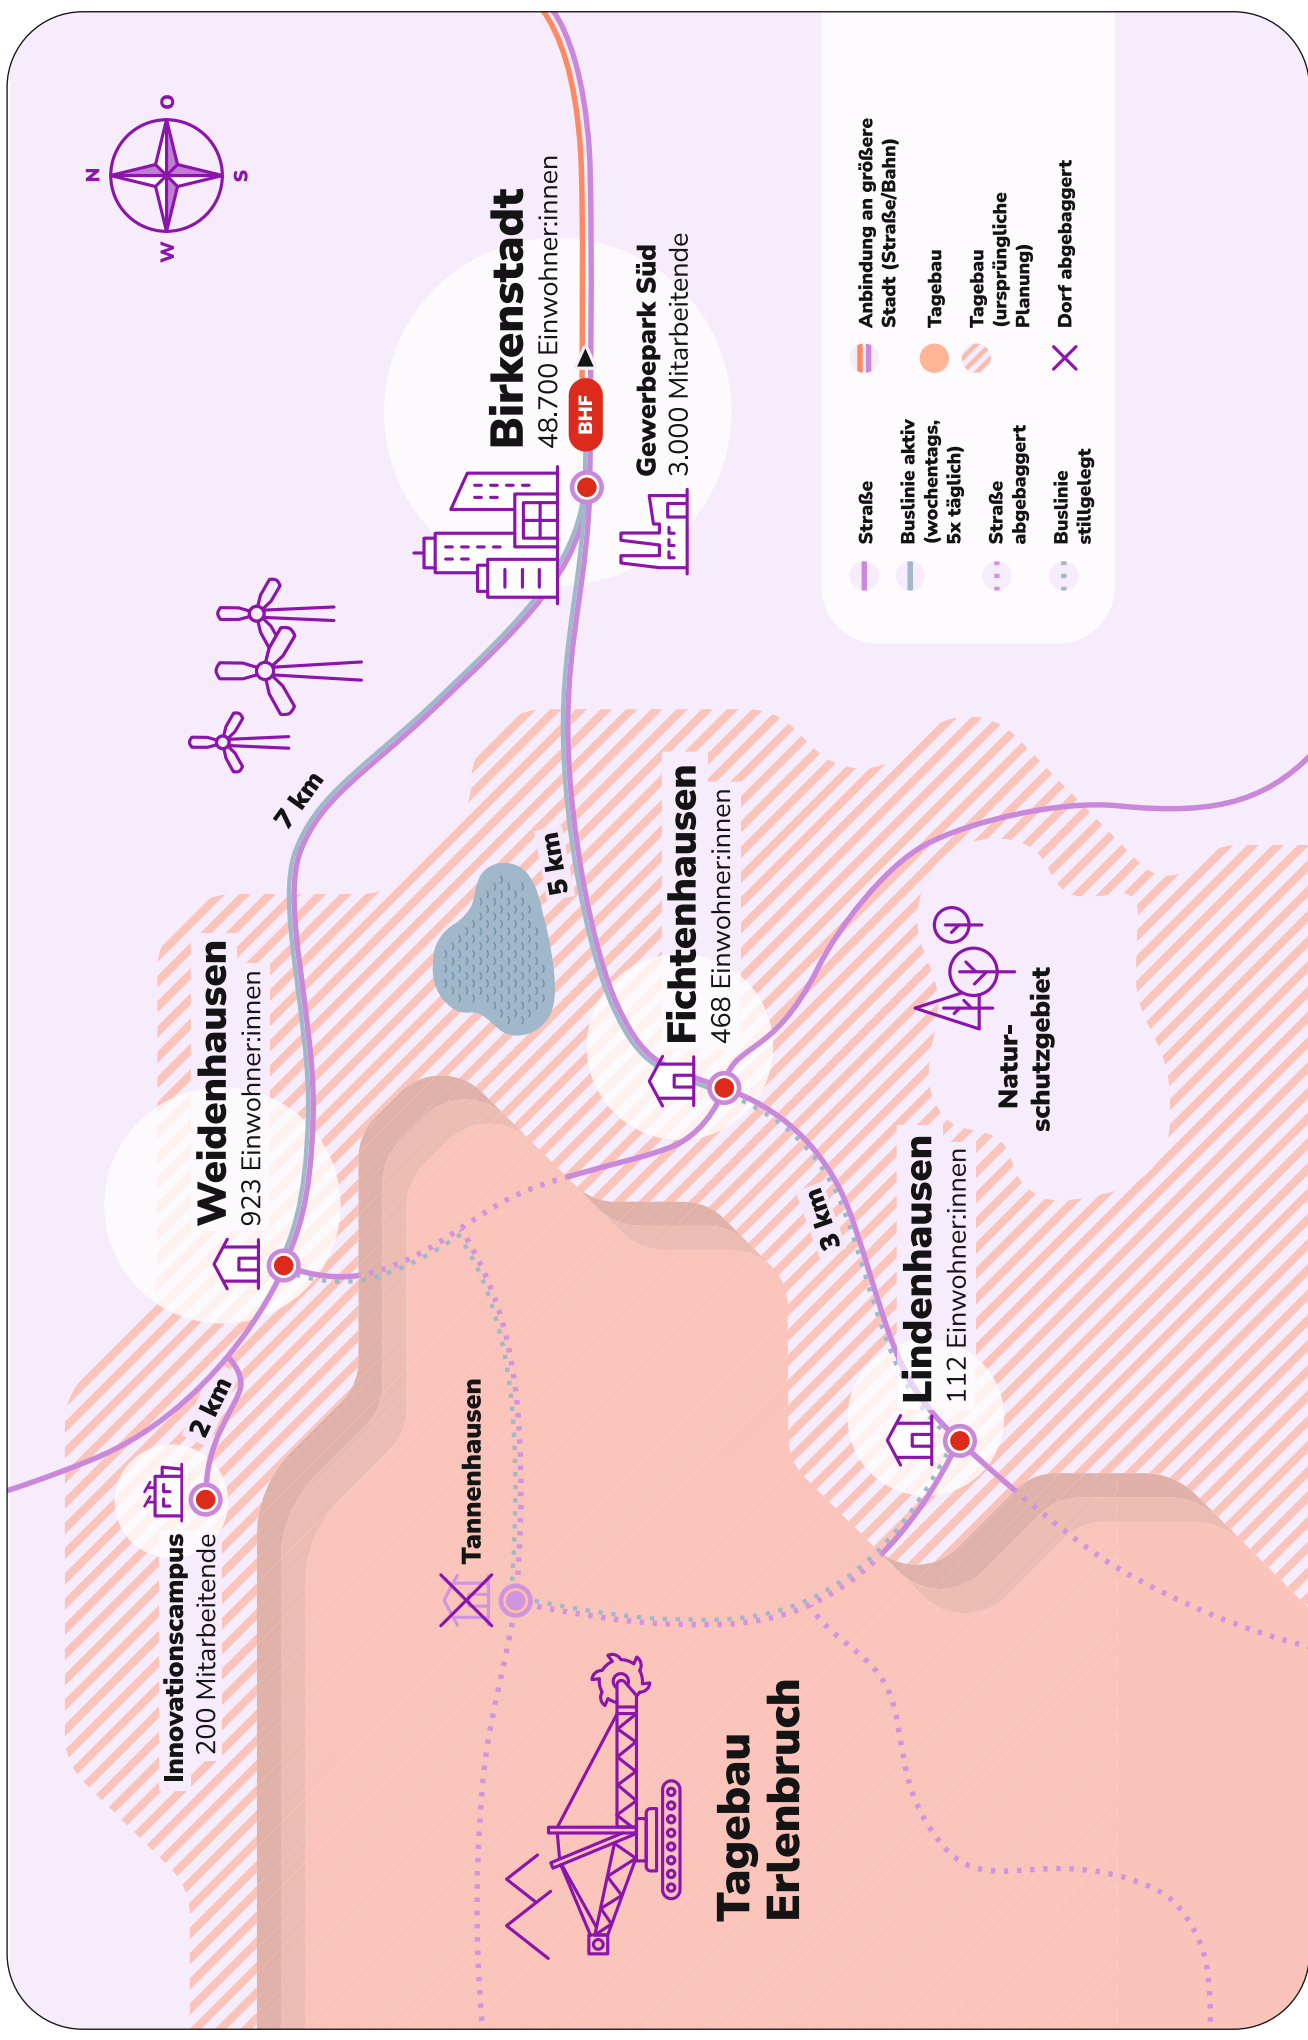 N
W
O
S
7 km
Birkenstadt
48.700 Einwohner:innen
BHF
Gewerbepark Süd
3.000 Mitarbeitende
Weidenhausen
923 Einwohner:innen
2 km
Innovationscampus
200 Mitarbeitende
5 km
Fichtenhausen
468 Einwohner:innen
Tannenhausen
3 km
Lindenhausen
112 Einwohner:innen
Natur-
schutzgebiet
Tagebau
Erlenbruch
Straße
Buslinie aktiv
(wochentags,
5x täglich)
Straße
abgebaggert
Buslinie
stillgelegt
Anbindung an größere
Stadt (Straße/Bahn)
Tagebau
Tagebau
(ursprüngliche
Planung)
Dorf abgebaggert